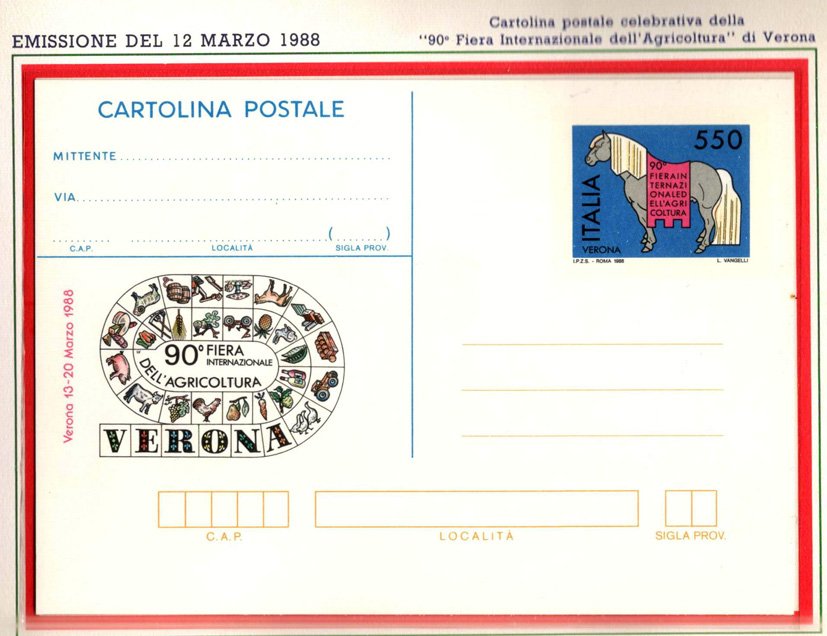 EMISSIONE DEL 12 MARZO 1988
Cartolina postale celebrativa della
"90° Fiera Internazionale dell'Agricoltura" di Verona
CARTOLINA POSTALE
MITTENTE
VIA
( )
C.A.P. LOCALITÀ SIGLA PROV.
550
ITALIA
VERONA
90°
FIERAIN
TERNAZI
ONALED
ELL'AGRI
COLTURA
I.P.Z.S. - ROMA 1988 L. VANGELLI
Verona 13-20 Marzo 1988
90° FIERA
INTERNAZIONALE
DELL'AGRICOLTURA
VERONA
C.A.P. LOCALITÀ SIGLA PROV.